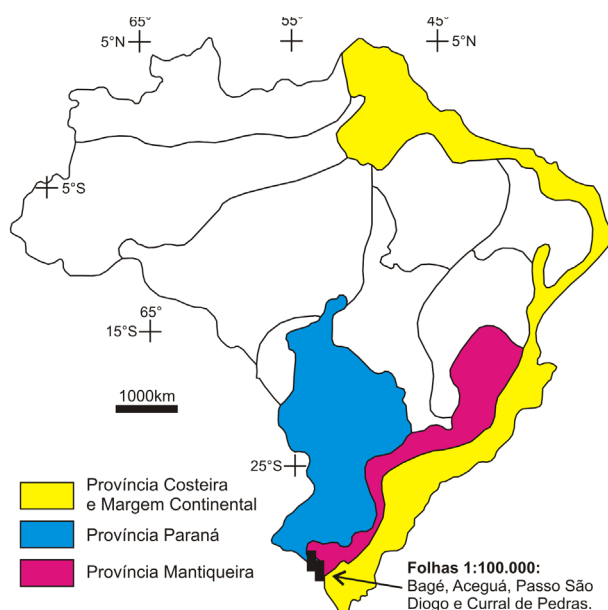 65°
55°
45°
5°N
5°N
5°S
65°
15°S
1000km
25°S
Província Costeira
e Margem Continental
Província Paraná
Província Mantiqueira
Folhas 1:100.000:
Bagé, Aceguá, Passo São
Diogo e Curral de Pedras.